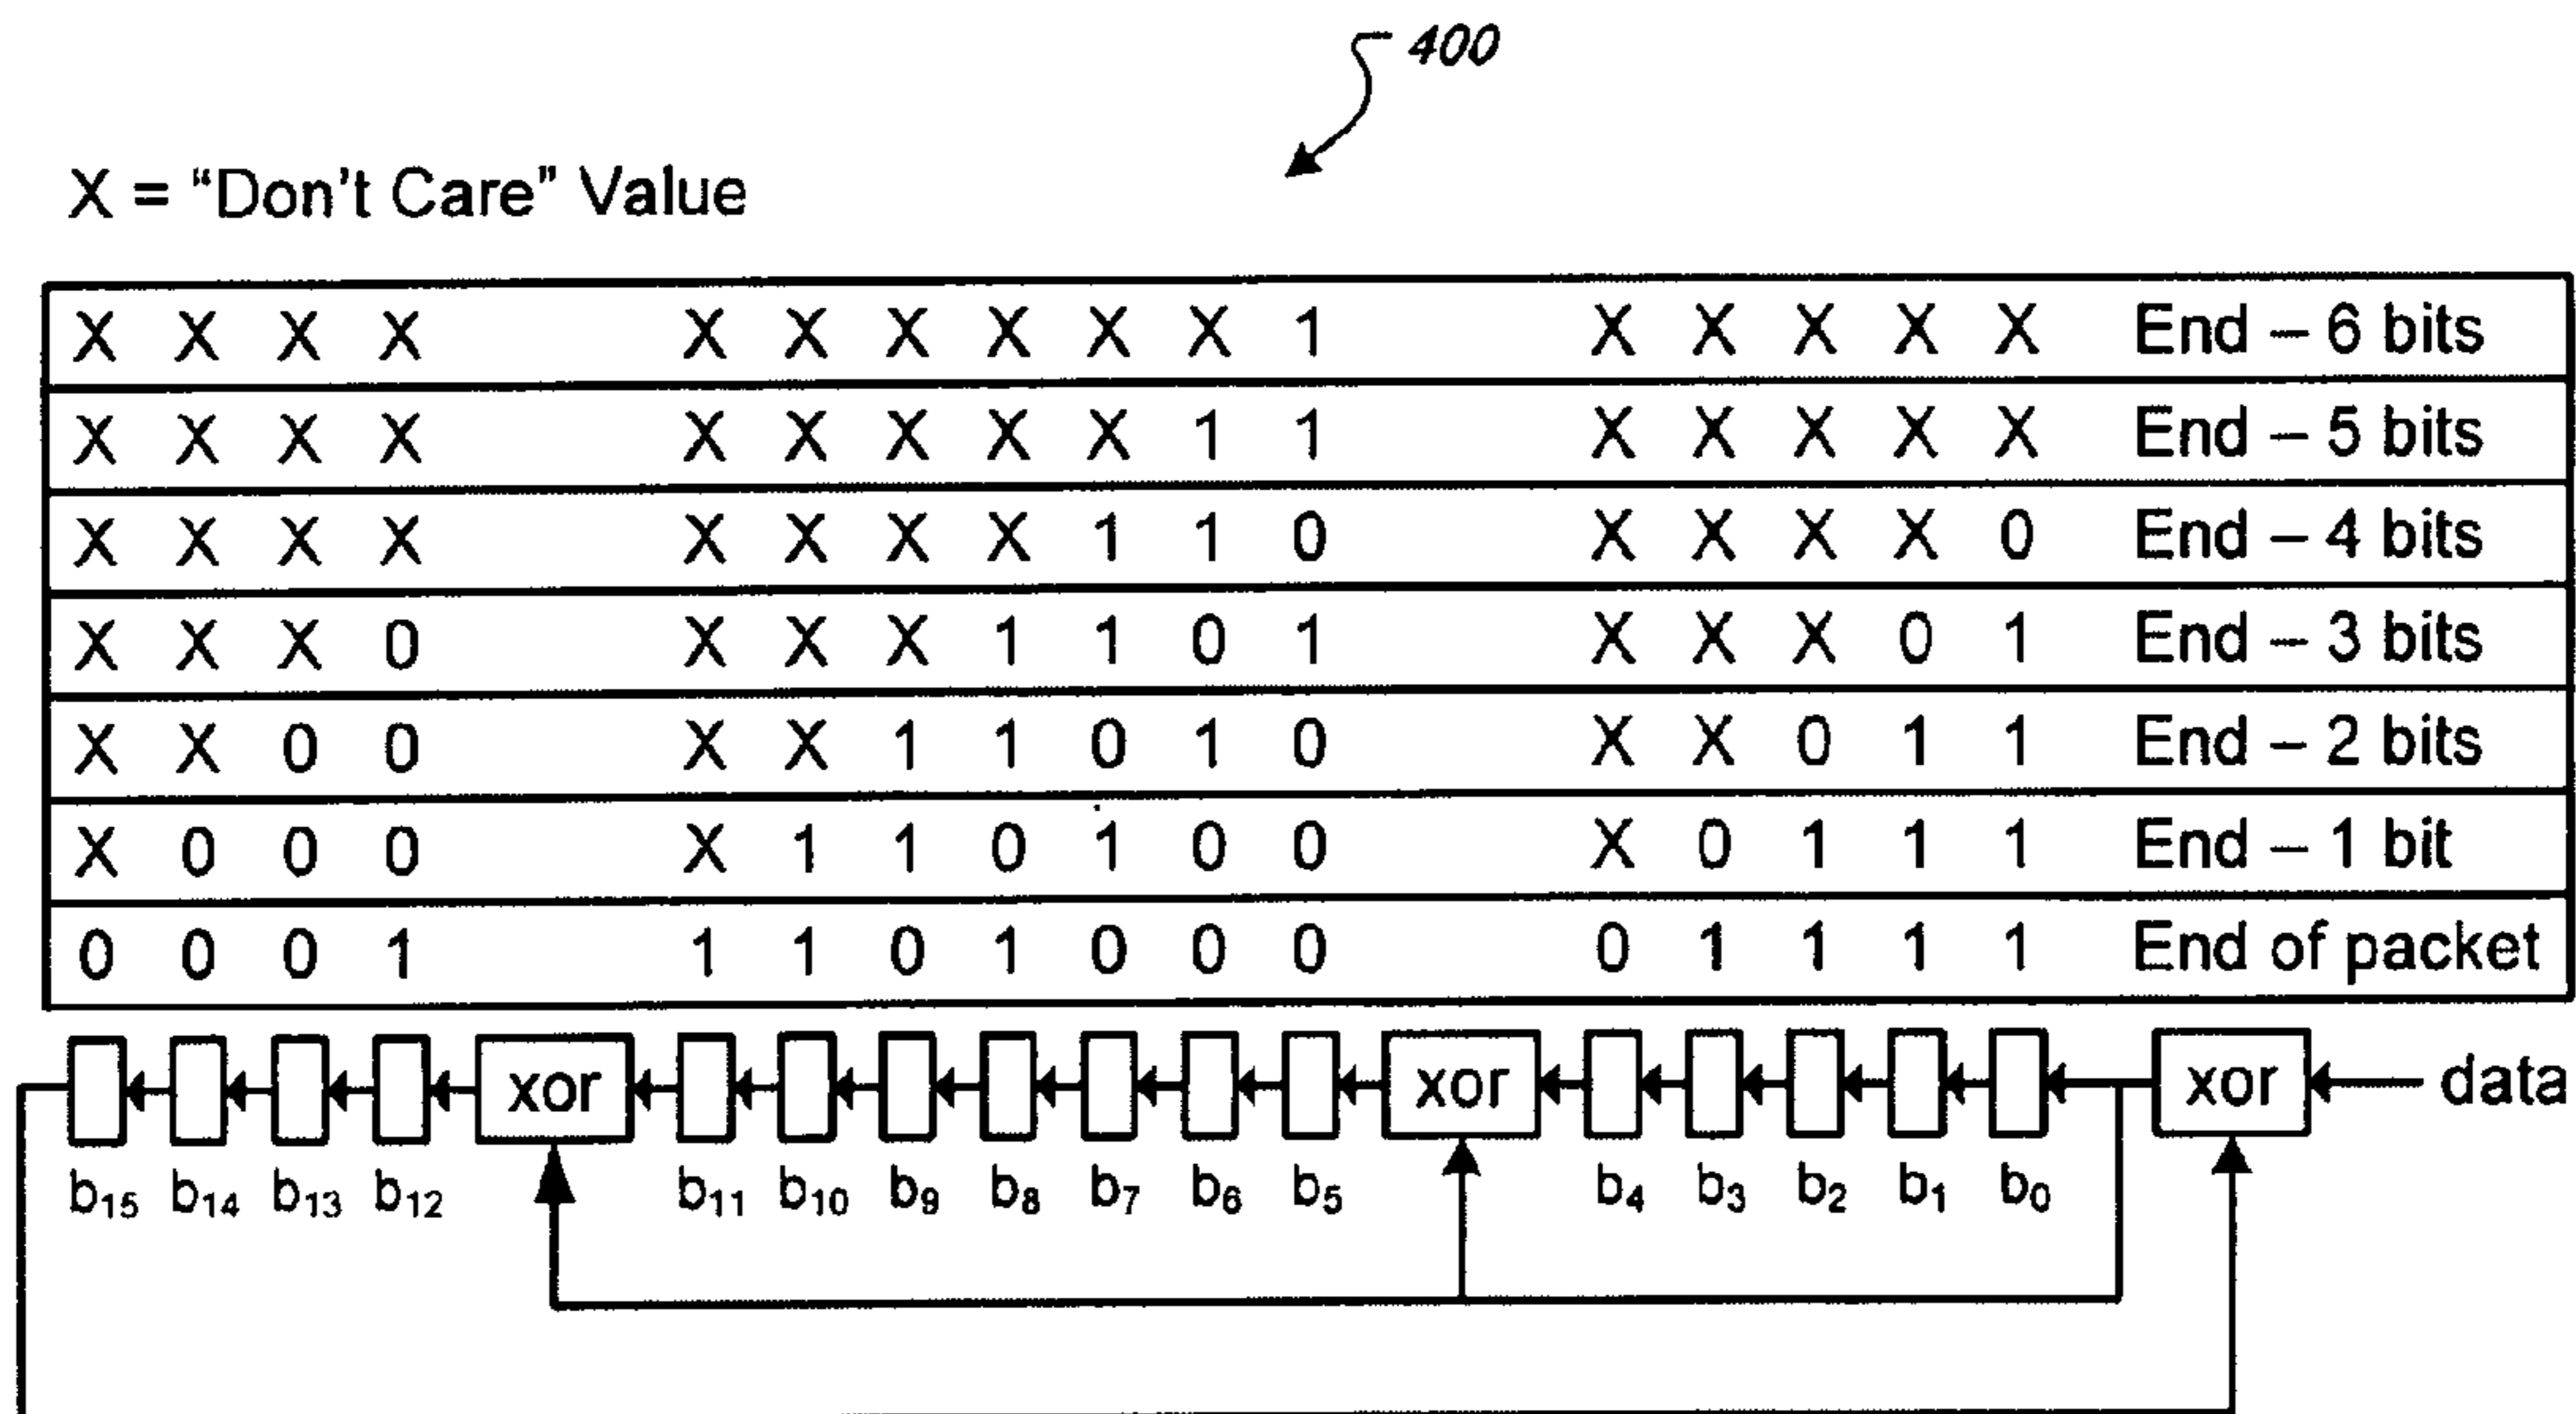 400
X = “Don't Care” Value
X X X X X X X X X X 1 X X X X X End – 6 bits
X X X X X X X X X 1 1 X X X X X End – 5 bits
X X X X X X X X 1 1 0 X X X X 0 End – 4 bits
X X X 0 X X X 1 1 0 1 X X X 0 1 End – 3 bits
X X 0 0 X X 1 1 0 1 0 X X 0 1 1 End – 2 bits
X 0 0 0 X 1 1 0 1 0 0 X 0 1 1 1 End – 1 bit
0 0 0 1 1 1 0 1 0 0 0 0 1 1 1 1 End of packet
xor xor xor data
b₁₅ b₁₄ b₁₃ b₁₂ b₁₁ b₁₀ b₉ b₈ b₇ b₆ b₅ b₄ b₃ b₂ b₁ b₀